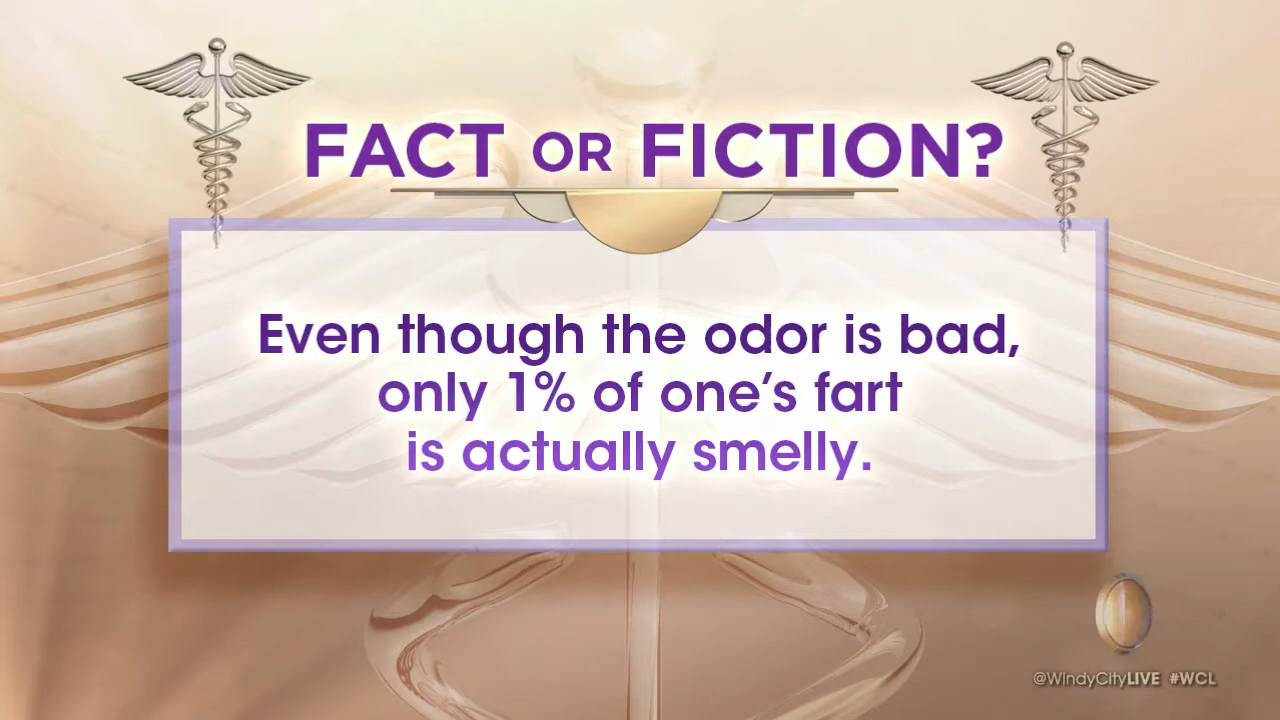 FACT OR FICTION?
Even though the odor is bad,
only 1% of one’s fart
is actually smelly.
@WindyCityLIVE #WCL